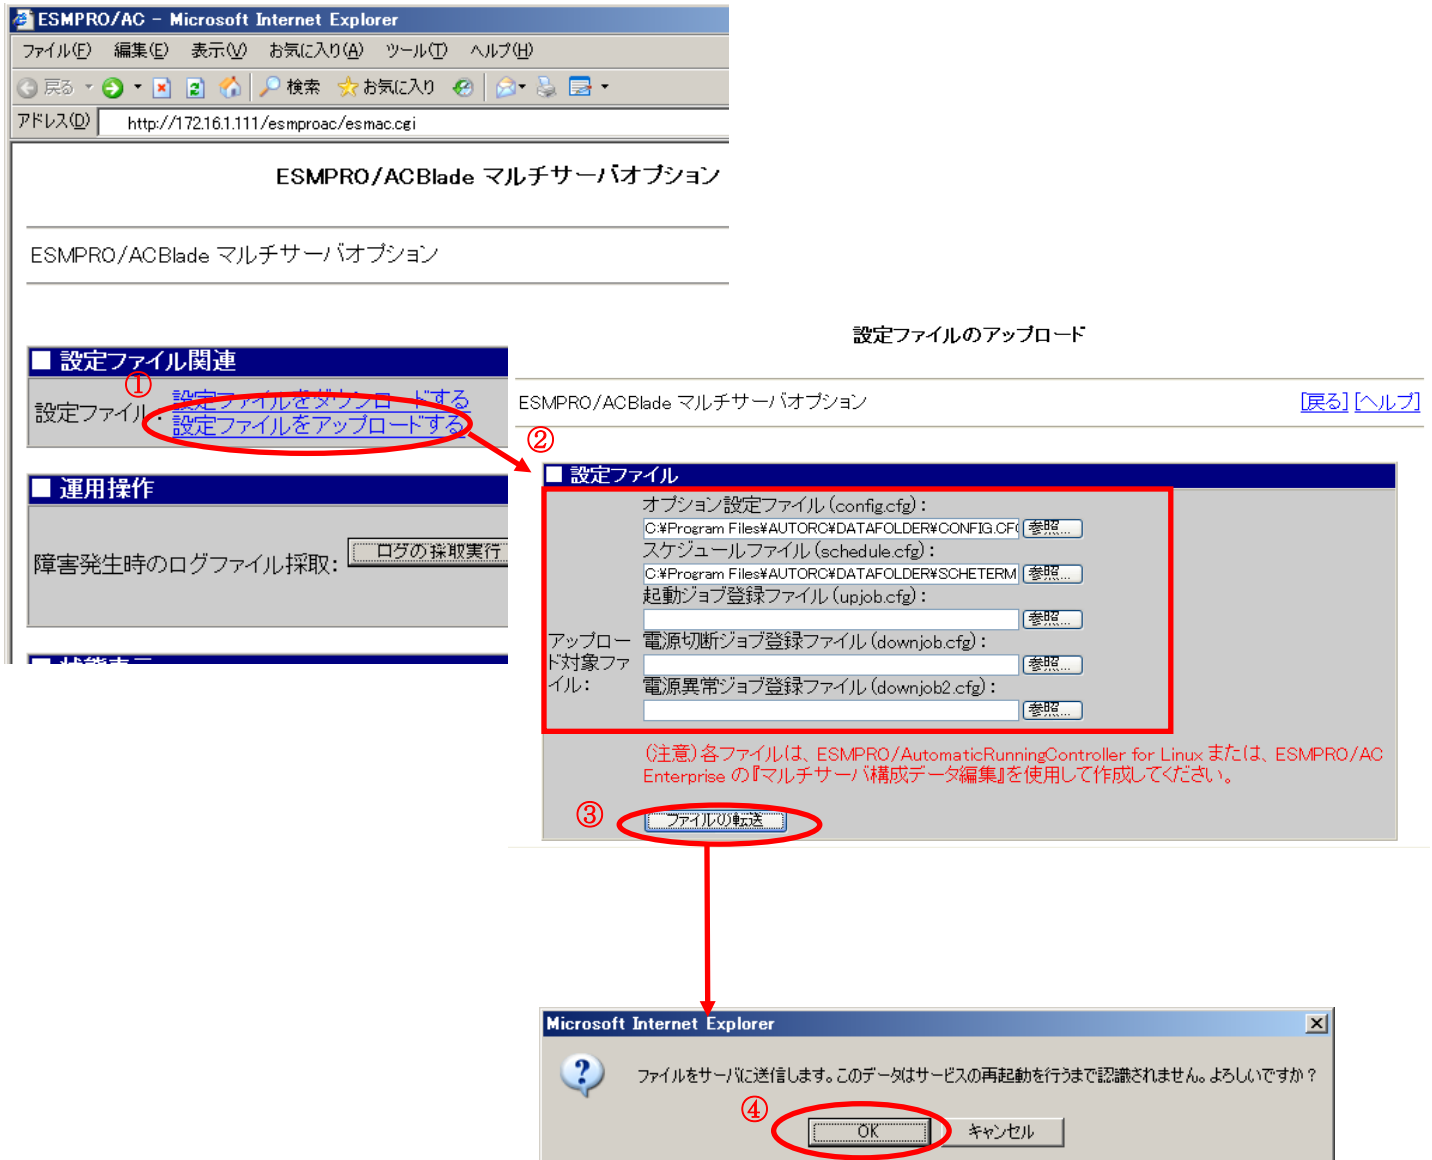 ESMPRO/AC - Microsoft Internet Explorer
ファイル(F) 編集(E) 表示(V) お気に入り(A) ツール(T) ヘルプ(H)
戻る 検索 お気に入り
アドレス(D) http://172.16.1.111/esmproac/esmac.cgi
ESMPRO/ACBlade マルチサーバオプション
ESMPRO/ACBlade マルチサーバオプション
■ 設定ファイル関連
①
設定ファイル: 設定ファイルをダウンロードする
設定ファイルをアップロードする
■ 運用操作
障害発生時のログファイル採取: ログの採取実行
■ 状態表示
設定ファイルのアップロード
ESMPRO/ACBlade マルチサーバオプション [戻る] [ヘルプ]
②
■ 設定ファイル
アップロード対象ファイル:
オプション設定ファイル(config.cfg):
C:¥Program Files¥AUTORC¥DATAFOLDER¥CONFIG.CF 参照...
スケジュールファイル(schedule.cfg):
C:¥Program Files¥AUTORC¥DATAFOLDER¥SCHETERM 参照...
起動ジョブ登録ファイル(upjob.cfg):
参照...
電源切断ジョブ登録ファイル(downjob.cfg):
参照...
電源異常ジョブ登録ファイル(downjob2.cfg):
参照...
(注意)各ファイルは、ESMPRO/AutomaticRunningController for Linux または、ESMPRO/AC
Enterprise の『マルチサーバ構成データ編集』を使用して作成してください。
③
ファイルの転送
Microsoft Internet Explorer
ファイルをサーバに送信します。このデータはサービスの再起動を行うまで認識されません。よろしいですか?
④
OK キャンセル